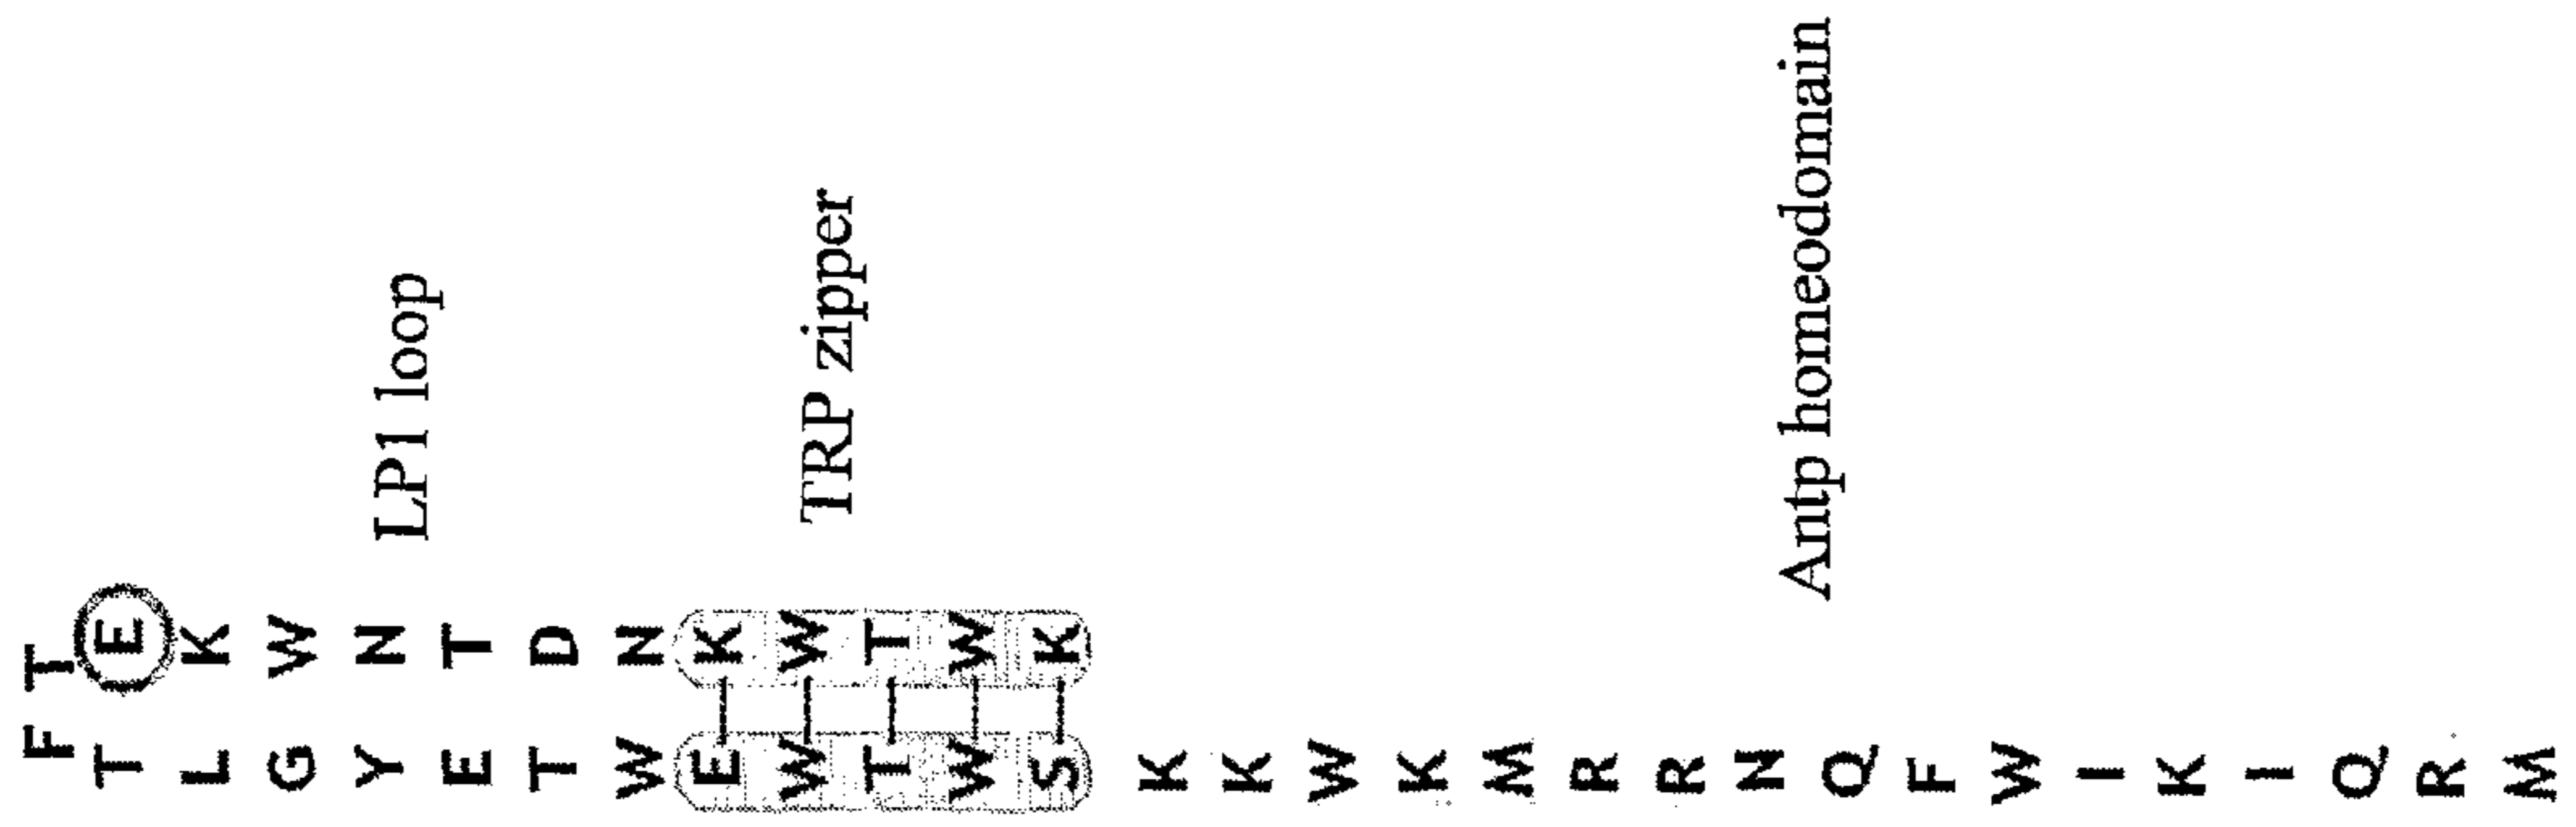 F T
T E
L K
G W
Y N LP1 loop
E T
T D
W N
E K
W W TRP zipper
T T
W W
S K
K
K
W
K
M
R
R
N
Antp homeodomain
Q
F
W
I
K
I
Q
R
M